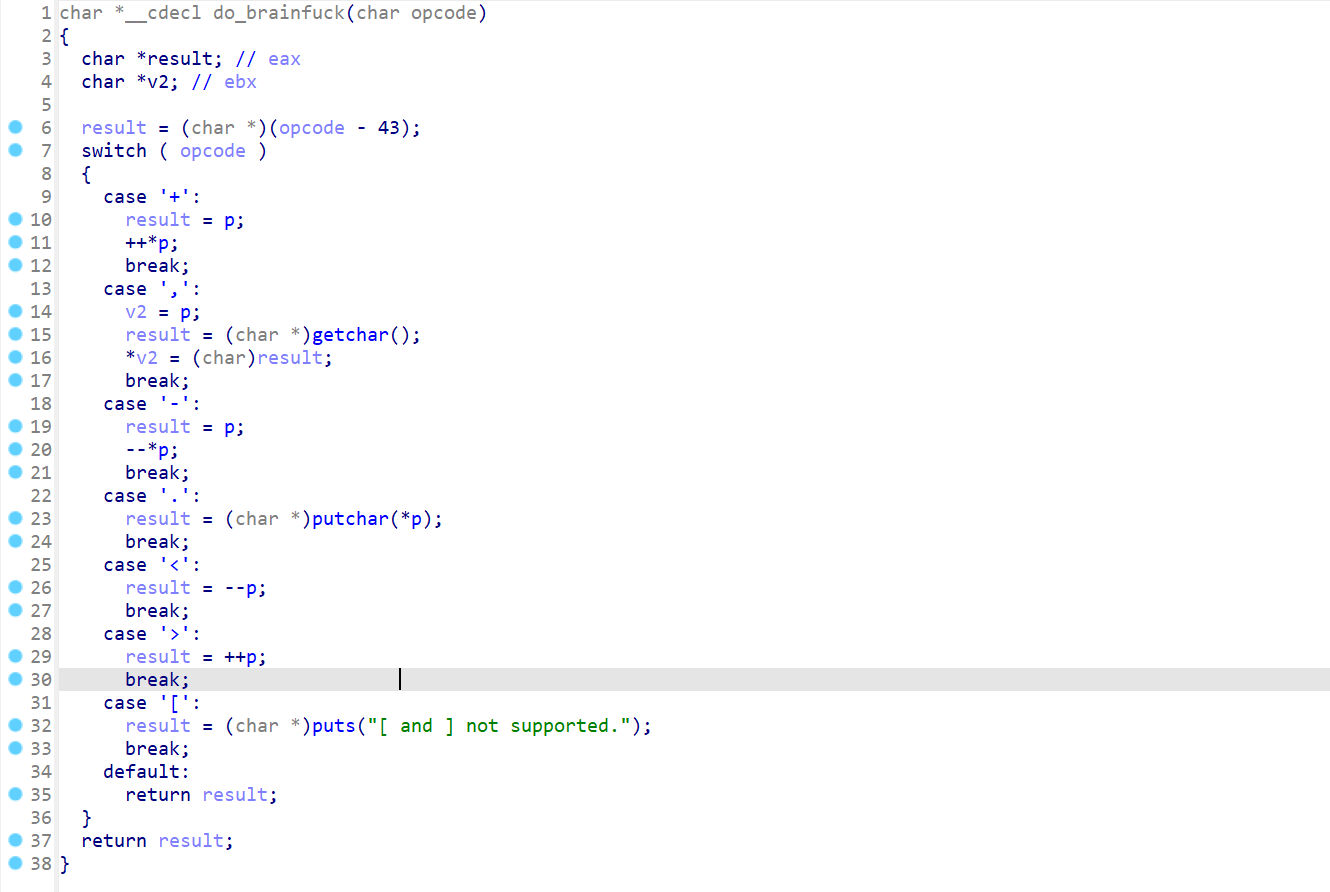 1 char *__cdecl do_brainfuck(char opcode)
2 {
3   char *result; // eax
4   char *v2; // ebx
5
6   result = (char *)(opcode - 43);
7   switch ( opcode )
8   {
9     case '+':
10       result = p;
11       ++*p;
12       break;
13     case ',':
14       v2 = p;
15       result = (char *)getchar();
16       *v2 = (char)result;
17       break;
18     case '-':
19       result = p;
20       --*p;
21       break;
22     case '.':
23       result = (char *)putchar(*p);
24       break;
25     case '<':
26       result = --p;
27       break;
28     case '>':
29       result = ++p;
30       break;
31     case '[':
32       result = (char *)puts("[ and ] not supported.");
33       break;
34     default:
35       return result;
36   }
37   return result;
38 }